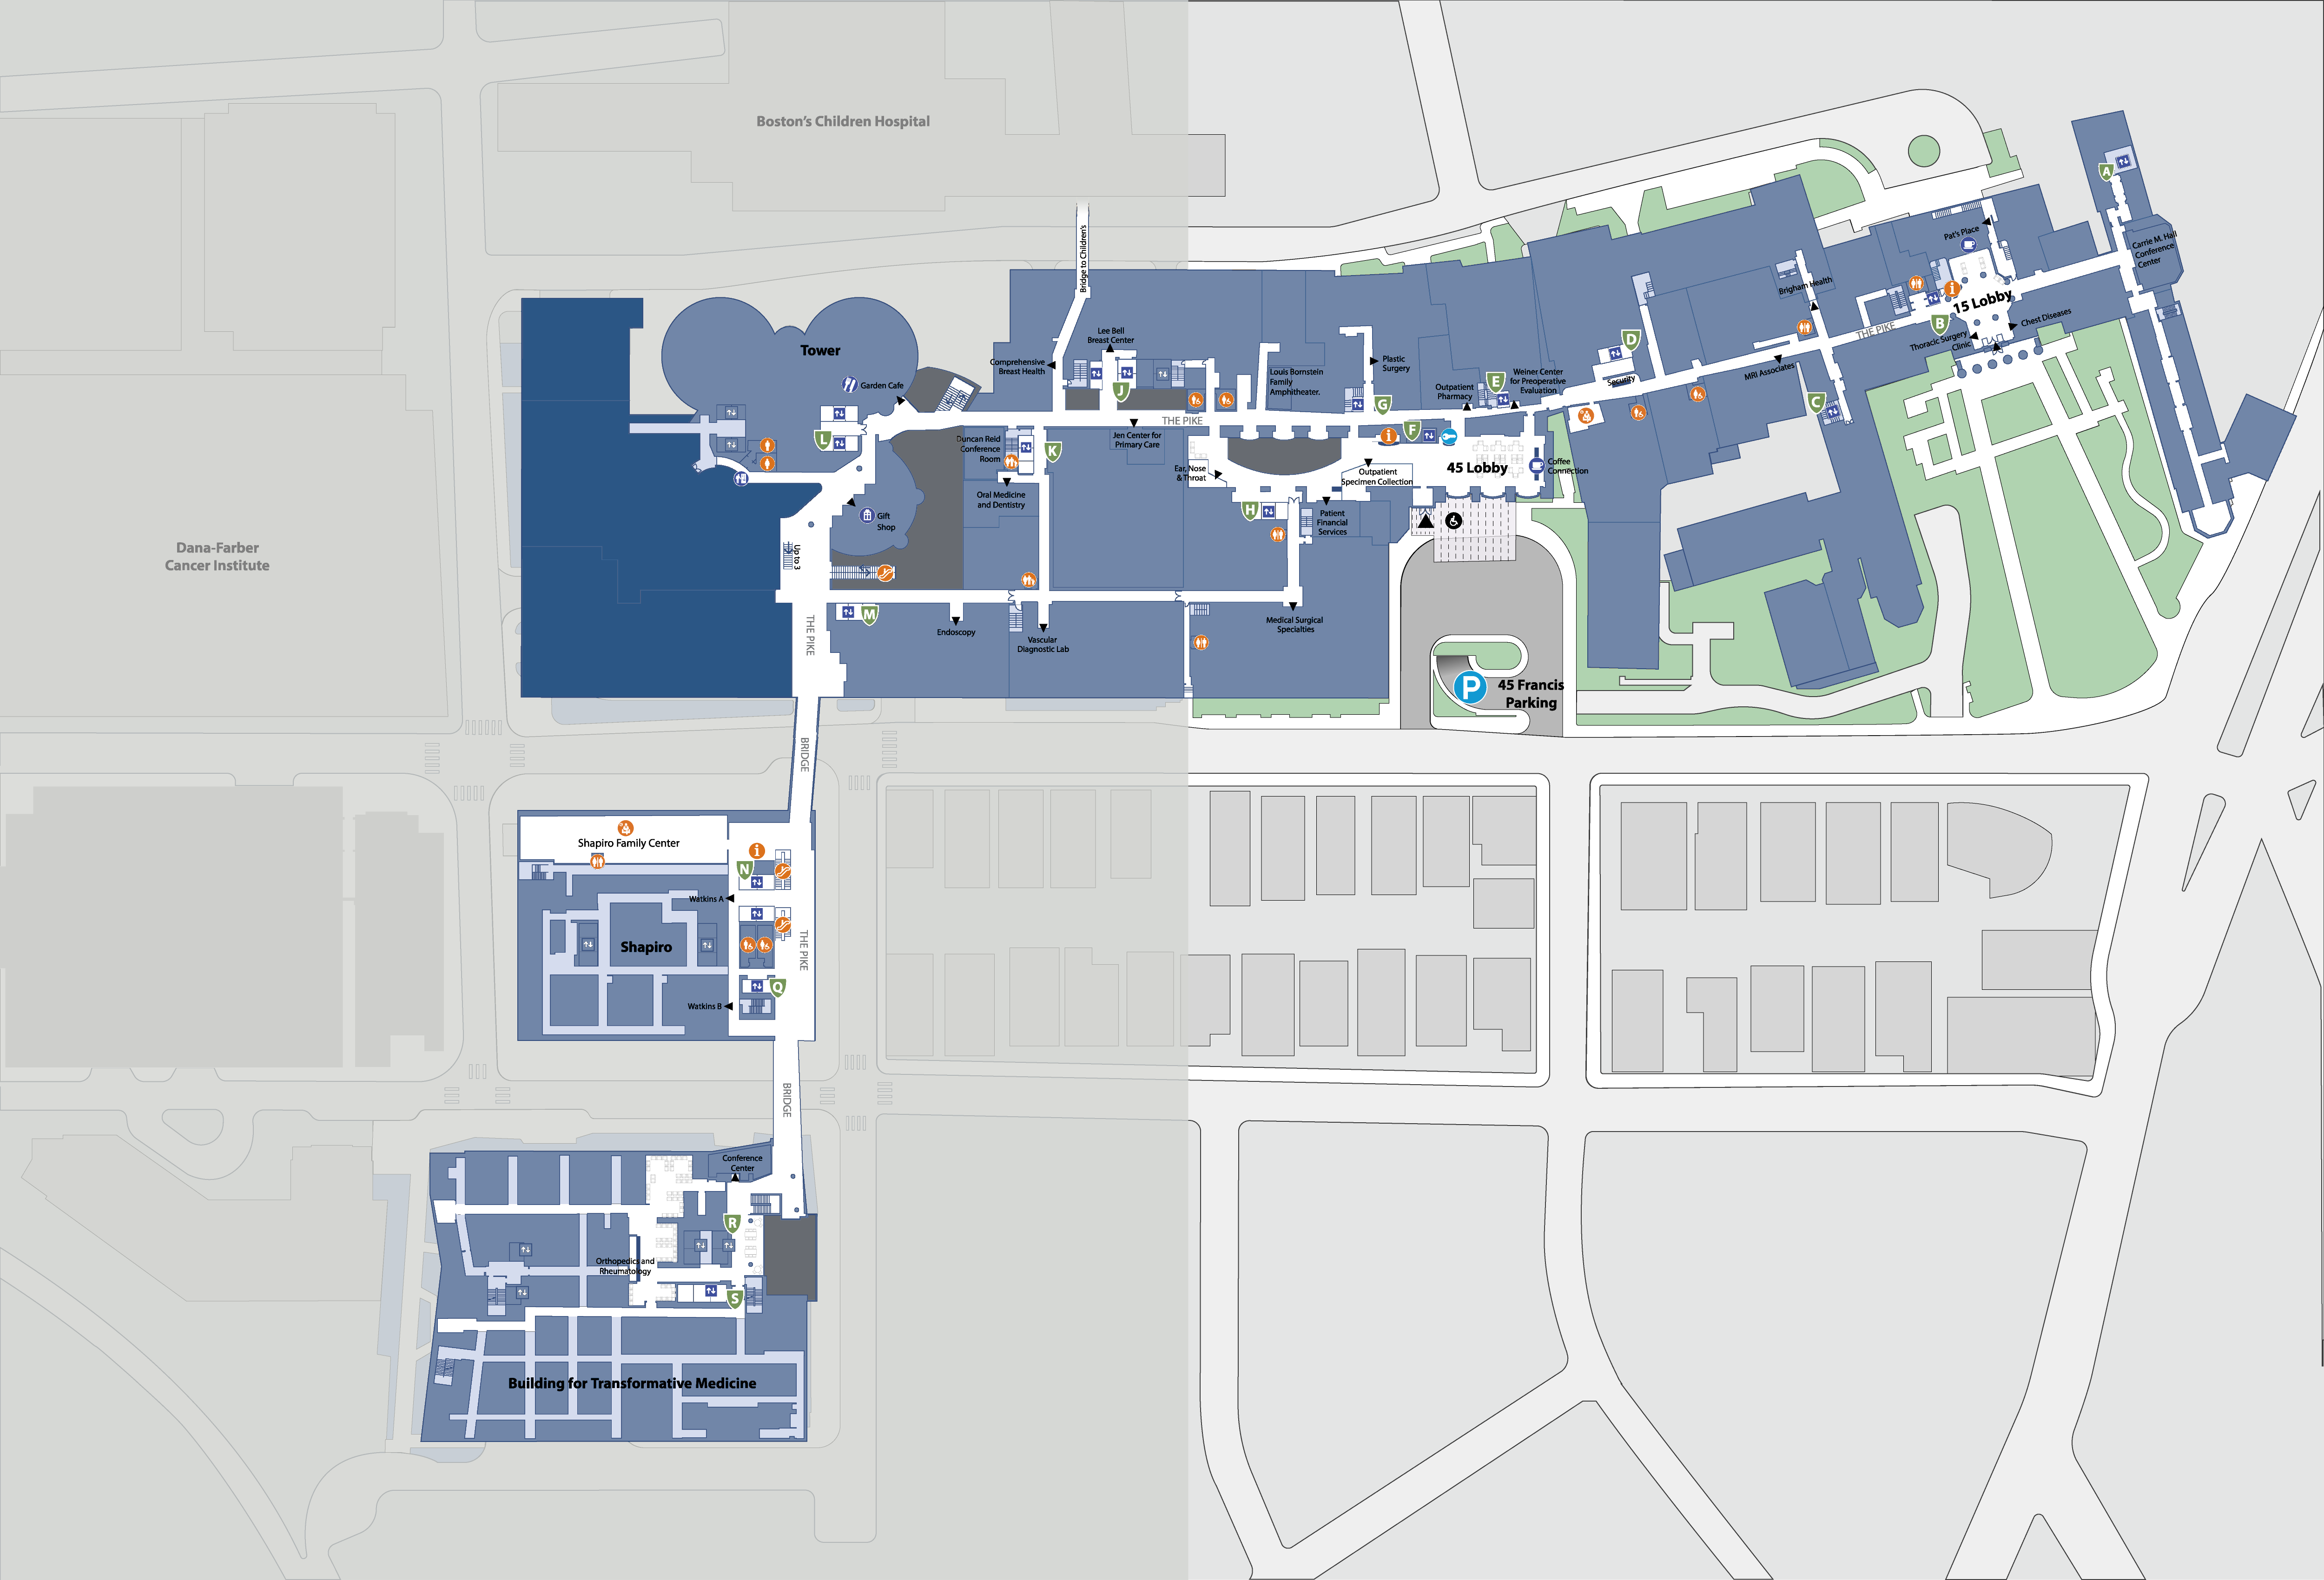 Boston's Children Hospital
A
Carrie M. Hall
Conference
Center
Pat's Place
Bridge to Children's
Brigham Health
15 Lobby
THE PIKE
B
Chest Diseases
Thoracic Surgery
Clinic
Lee Bell
Breast Center
Comprehensive
Breast Health
J
Tower
Garden Cafe
Louis Bornstein
Family
Amphitheater.
Plastic
Surgery
G
Outpatient
Pharmacy
E
Weiner Center
for Preoperative
Evaluation
D
Security
MRI Associates
C
L
THE PIKE
Duncan Reid
Conference
Room
K
Jen Center for
Primary Care
F
45 Lobby
Coffee
Connection
Ear, Nose
& Throat
Outpatient
Specimen Collection
Oral Medicine
and Dentistry
H
Patient
Financial
Services
Gift
Shop
Up to 3
Dana-Farber
Cancer Institute
M
THE PIKE
Endoscopy
Vascular
Diagnostic Lab
Medical Surgical
Specialties
P
45 Francis
Parking
BRIDGE
Shapiro Family Center
N
Watkins A
Shapiro
THE PIKE
Q
Watkins B
BRIDGE
Conference
Center
R
Orthopedics and
Rheumatology
S
Building for Transformative Medicine